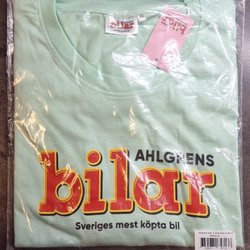 AHLGRENS
bilar
Sveriges mest köpta bil